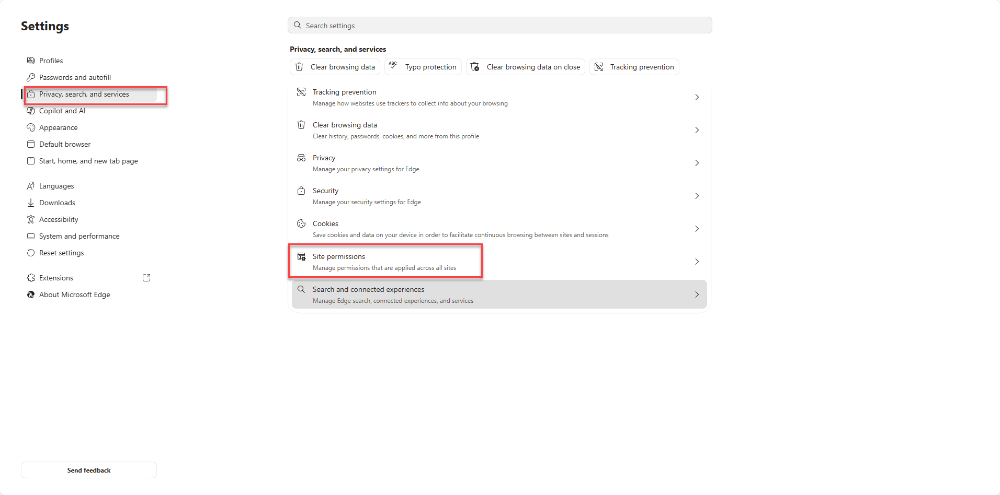 Settings
Profiles
Passwords and autofill
Privacy, search, and services
Copilot and AI
Appearance
Default browser
Start, home, and new tab page
Languages
Downloads
Accessibility
System and performance
Reset settings
Extensions
About Microsoft Edge
Send feedback
Search settings
Privacy, search, and services
Clear browsing data
ABC
Typo protection
Clear browsing data on close
Tracking prevention
Tracking prevention
Manage how websites use trackers to collect info about your browsing
Clear browsing data
Clear history, passwords, cookies, and more from this profile
Privacy
Manage your privacy settings for Edge
Security
Manage your security settings for Edge
Cookies
Save cookies and data on your device in order to facilitate continuous browsing between sites and sessions
Site permissions
Manage permissions that are applied across all sites
Search and connected experiences
Manage Edge search, connected experiences, and services